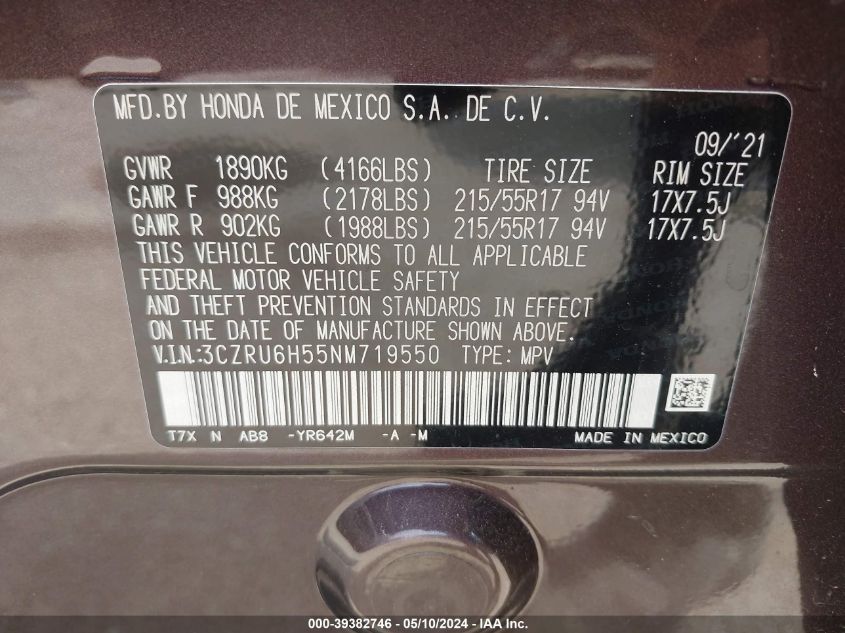 MFD.BY HONDA DE MEXICO S.A. DE C.V.
09/'21
GVWR 1890KG (4166LBS) TIRE SIZE RIM SIZE
GAWR F 988KG (2178LBS) 215/55R17 94V 17X7.5J
GAWR R 902KG (1988LBS) 215/55R17 94V 17X7.5J
THIS VEHICLE CONFORMS TO ALL APPLICABLE
FEDERAL MOTOR VEHICLE SAFETY
AND THEFT PREVENTION STANDARDS IN EFFECT
ON THE DATE OF MANUFACTURE SHOWN ABOVE.
V.I.N.:3CZRU6H55NM719550 TYPE: MPV
T7X N AB8 -YR642M -A -M MADE IN MEXICO
000-39382746 - 05/10/2024 - IAA Inc.